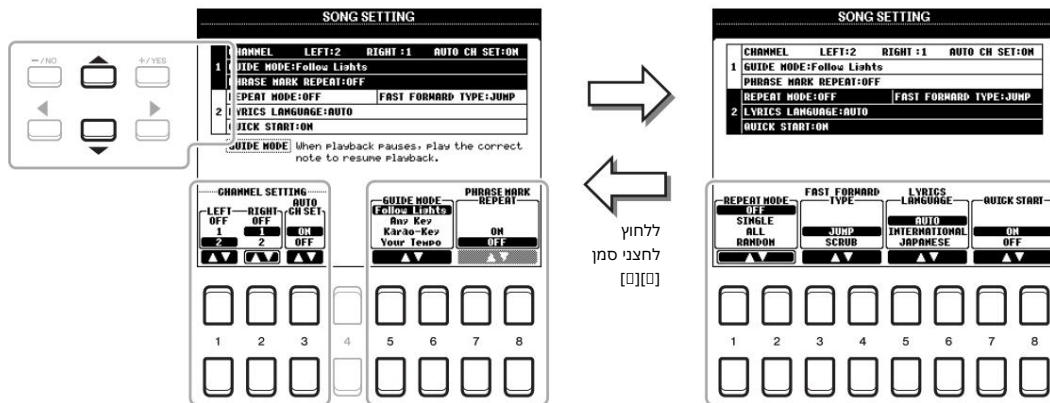 SONG SETTING
CHANNEL LEFT:2 RIGHT :1 AUTO CH SET:ON
1 GUIDE MODE:Follow Lights
PHRASE MARK REPEAT:OFF
REPEAT MODE:OFF FAST FORWARD TYPE:JUMP
2 LYRICS LANGUAGE:AUTO
QUICK START:ON
GUIDE MODE When playback pauses, play the correct
note to resume playback.
-/NO +/YES
CHANNEL SETTING
LEFT RIGHT AUTO CH SET
OFF OFF
1 1 ON
2 2 OFF
GUIDE MODE PHRASE MARK REPEAT
Follow Lights
Any Key
Karao-Key ON
Your Tempo OFF
1 2 3 4 5 6 7 8
ללחוץ
לחצני סמן
[▯][▯]
SONG SETTING
CHANNEL LEFT:2 RIGHT :1 AUTO CH SET:ON
1 GUIDE MODE:Follow Lights
PHRASE MARK REPEAT:OFF
REPEAT MODE:OFF FAST FORWARD TYPE:JUMP
2 LYRICS LANGUAGE:AUTO
QUICK START:ON
REPEAT MODE FAST FORWARD TYPE LYRICS LANGUAGE QUICK START
OFF
SINGLE AUTO
ALL JUMP INTERNATIONAL ON
RANDOM SCRUB JAPANESE OFF
1 2 3 4 5 6 7 8